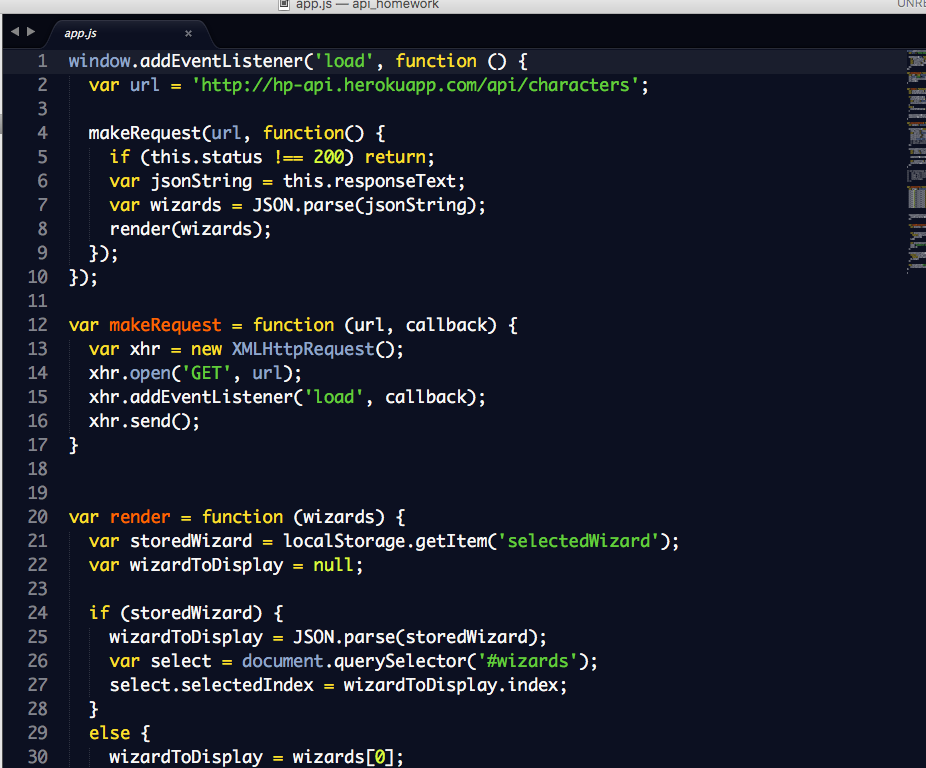 app.js — api_homework
UNRE
app.js ×
1 window.addEventListener('load', function () {
2   var url = 'http://hp-api.herokuapp.com/api/characters';
3
4   makeRequest(url, function() {
5     if (this.status !== 200) return;
6     var jsonString = this.responseText;
7     var wizards = JSON.parse(jsonString);
8     render(wizards);
9   });
10 });
11
12 var makeRequest = function (url, callback) {
13   var xhr = new XMLHttpRequest();
14   xhr.open('GET', url);
15   xhr.addEventListener('load', callback);
16   xhr.send();
17 }
18
19
20 var render = function (wizards) {
21   var storedWizard = localStorage.getItem('selectedWizard');
22   var wizardToDisplay = null;
23
24   if (storedWizard) {
25     wizardToDisplay = JSON.parse(storedWizard);
26     var select = document.querySelector('#wizards');
27     select.selectedIndex = wizardToDisplay.index;
28   }
29   else {
30     wizardToDisplay = wizards[0];